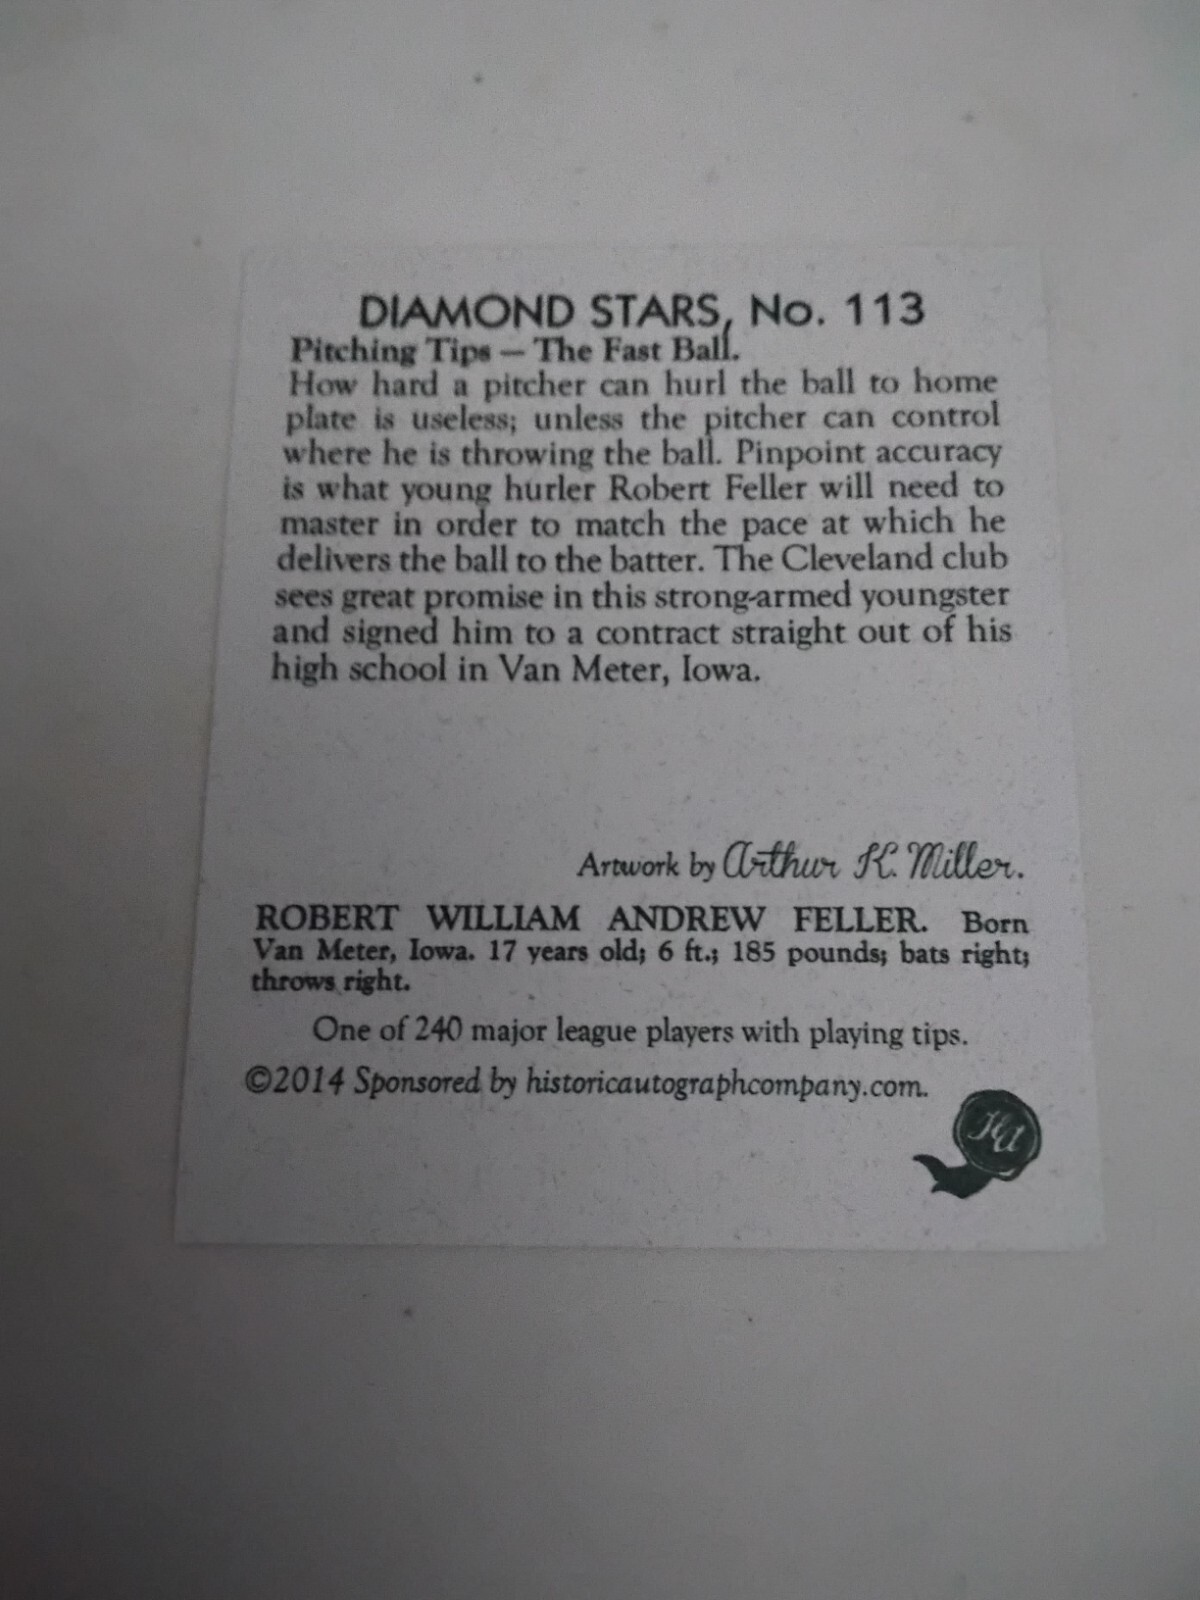 DIAMOND STARS, No. 113
Pitching Tips — The Fast Ball.
How hard a pitcher can hurl the ball to home
plate is useless; unless the pitcher can control
where he is throwing the ball. Pinpoint accuracy
is what young hurler Robert Feller will need to
master in order to match the pace at which he
delivers the ball to the batter. The Cleveland club
sees great promise in this strong-armed youngster
and signed him to a contract straight out of his
high school in Van Meter, Iowa.
Artwork by Arthur K. Miller.
ROBERT WILLIAM ANDREW FELLER. Born
Van Meter, Iowa. 17 years old; 6 ft.; 185 pounds; bats right;
throws right.
One of 240 major league players with playing tips.
©2014 Sponsored by historicautographcompany.com.
HA